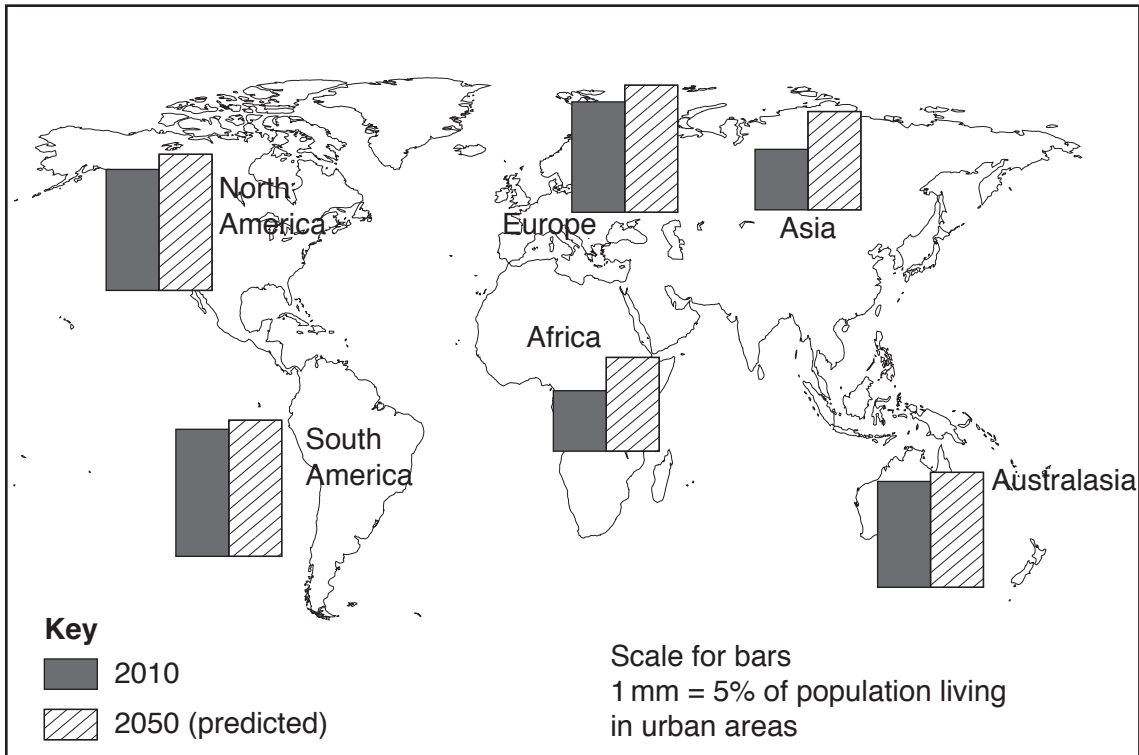 North
America
Europe
Asia
Africa
South
America
Australasia
Key
2010
2050 (predicted)
Scale for bars
1 mm = 5% of population living
in urban areas